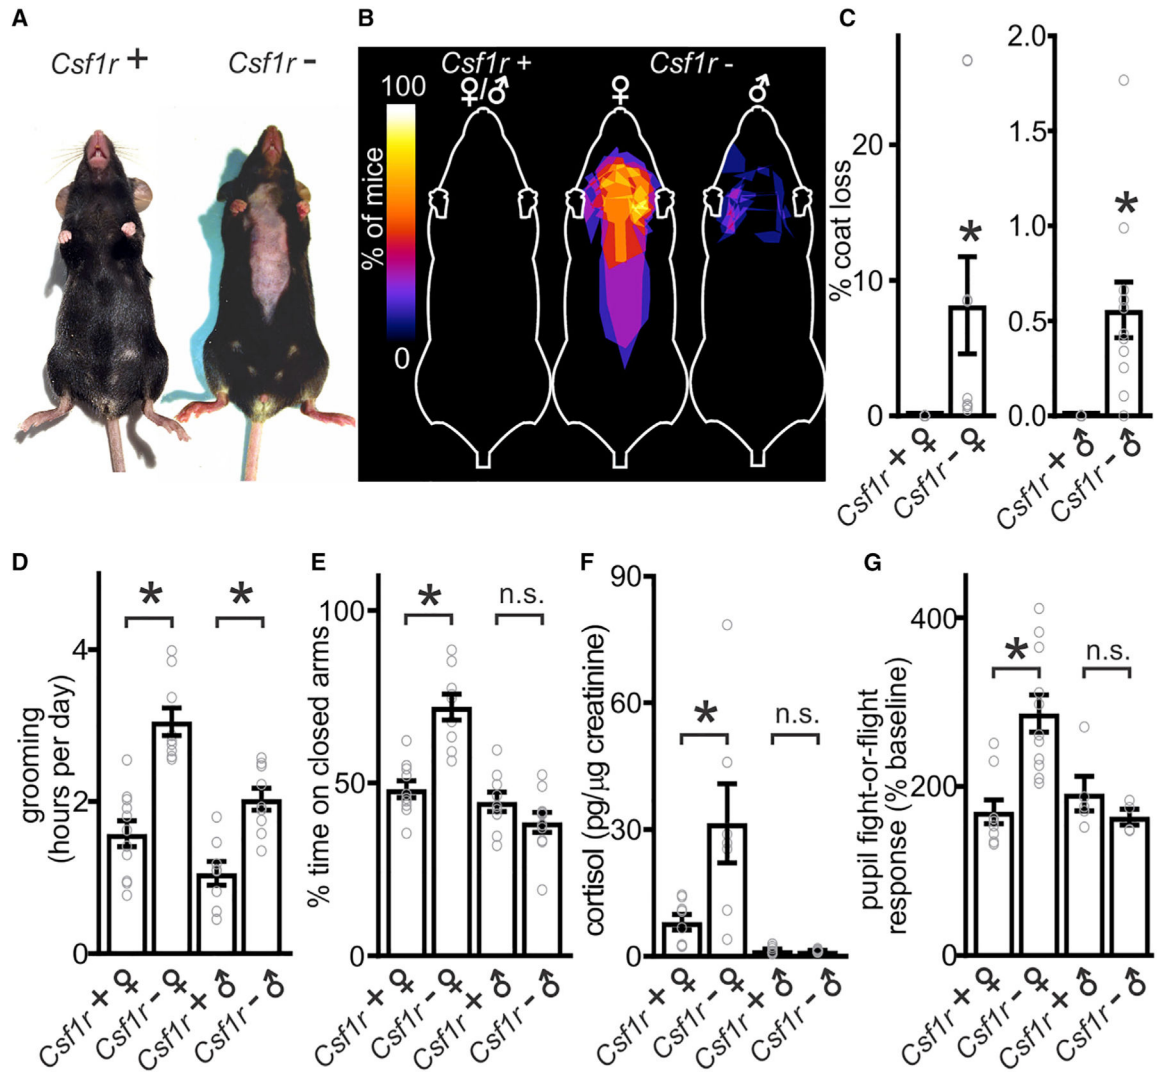 A
Csf1r +
Csf1r -
B
Csf1r +
♀/♂
Csf1r -
♀
♂
100
% of mice
0
C
% coat loss
20
10
0
Csf1r + ♀
Csf1r - ♀
*
2.0
1.5
1.0
0.5
0.0
Csf1r + ♂
Csf1r - ♂
*
D
grooming
(hours per day)
4
2
0
*
*
Csf1r + ♀
Csf1r - ♀
Csf1r + ♂
Csf1r - ♂
E
% time on closed arms
100
50
0
*
n.s.
Csf1r + ♀
Csf1r - ♀
Csf1r + ♂
Csf1r - ♂
F
cortisol (pg/μg creatinine)
90
60
30
0
*
n.s.
Csf1r + ♀
Csf1r - ♀
Csf1r + ♂
Csf1r - ♂
G
pupil fight-or-flight
response (% baseline)
400
200
0
*
n.s.
Csf1r + ♀
Csf1r - ♀
Csf1r + ♂
Csf1r - ♂